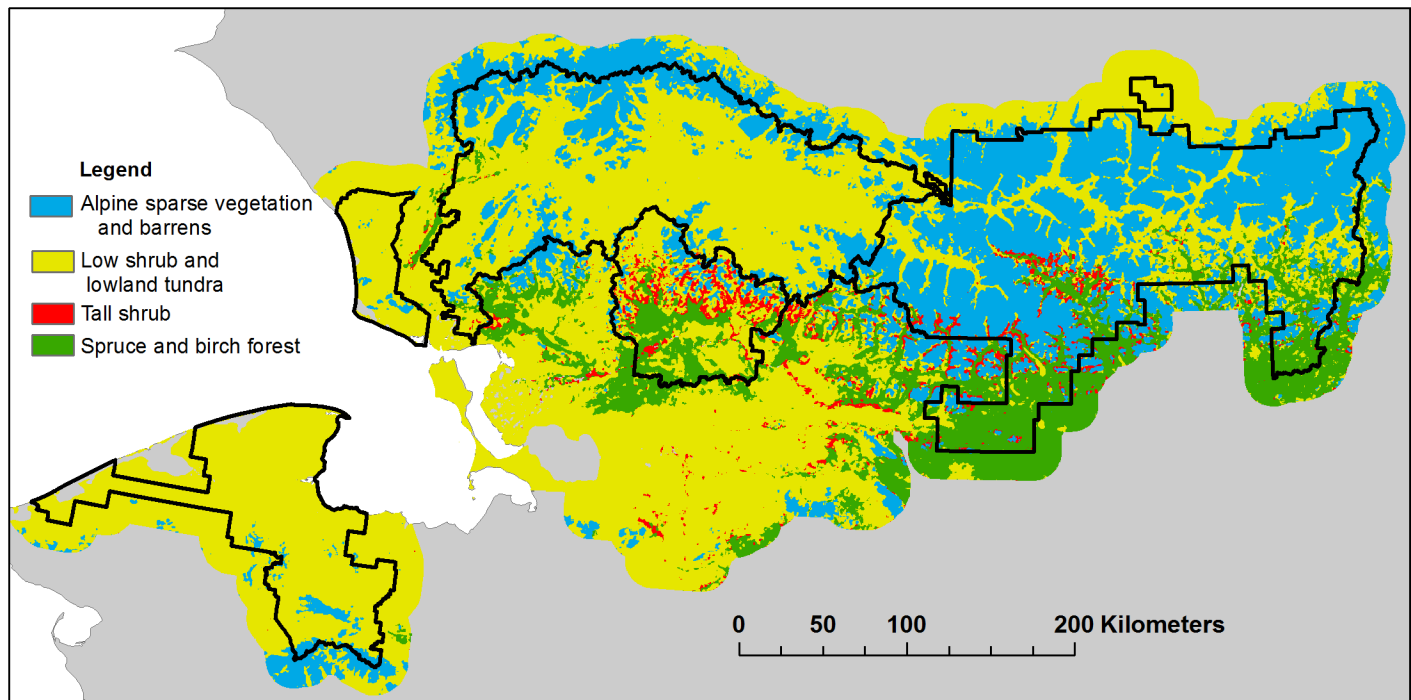 Legend
Alpine sparse vegetation
and barrens
Low shrub and
lowland tundra
Tall shrub
Spruce and birch forest
0 50 100 200 Kilometers